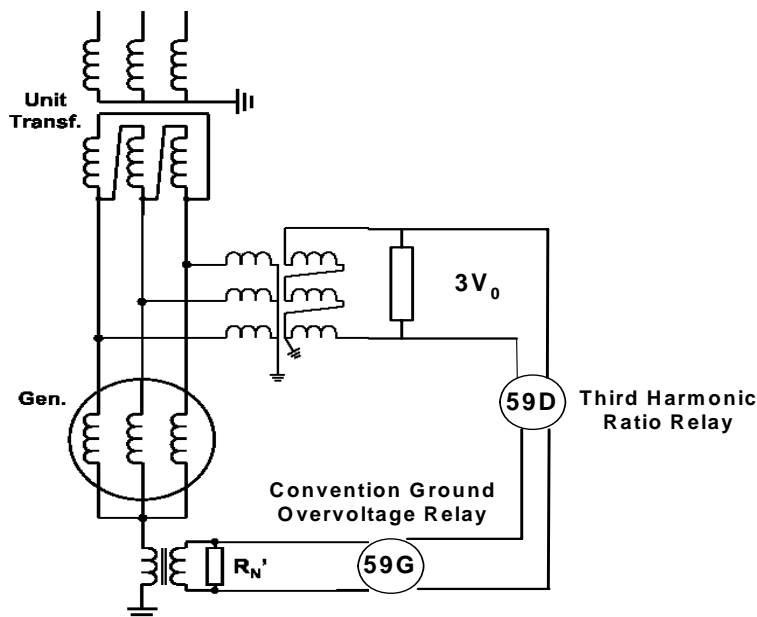 Unit
Transf.
3V0
59D
Third Harmonic
Ratio Relay
Gen.
Convention Ground
Overvoltage Relay
RN'
59G